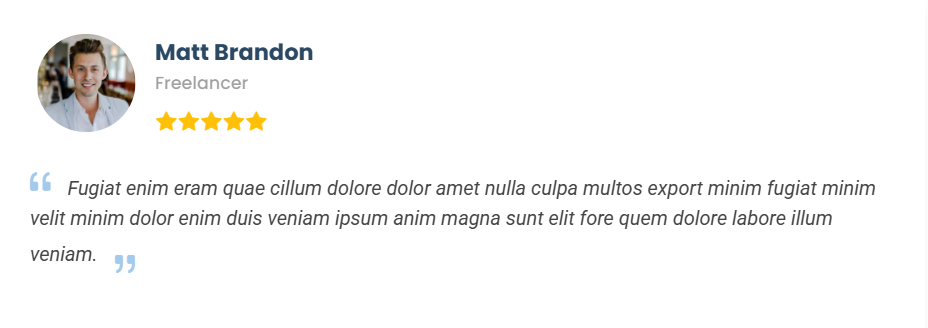 Matt Brandon
Freelancer
“ Fugiat enim eram quae cillum dolore dolor amet nulla culpa multos export minim fugiat minim
velit minim dolor enim duis veniam ipsum anim magna sunt elit fore quem dolore labore illum
veniam. ”